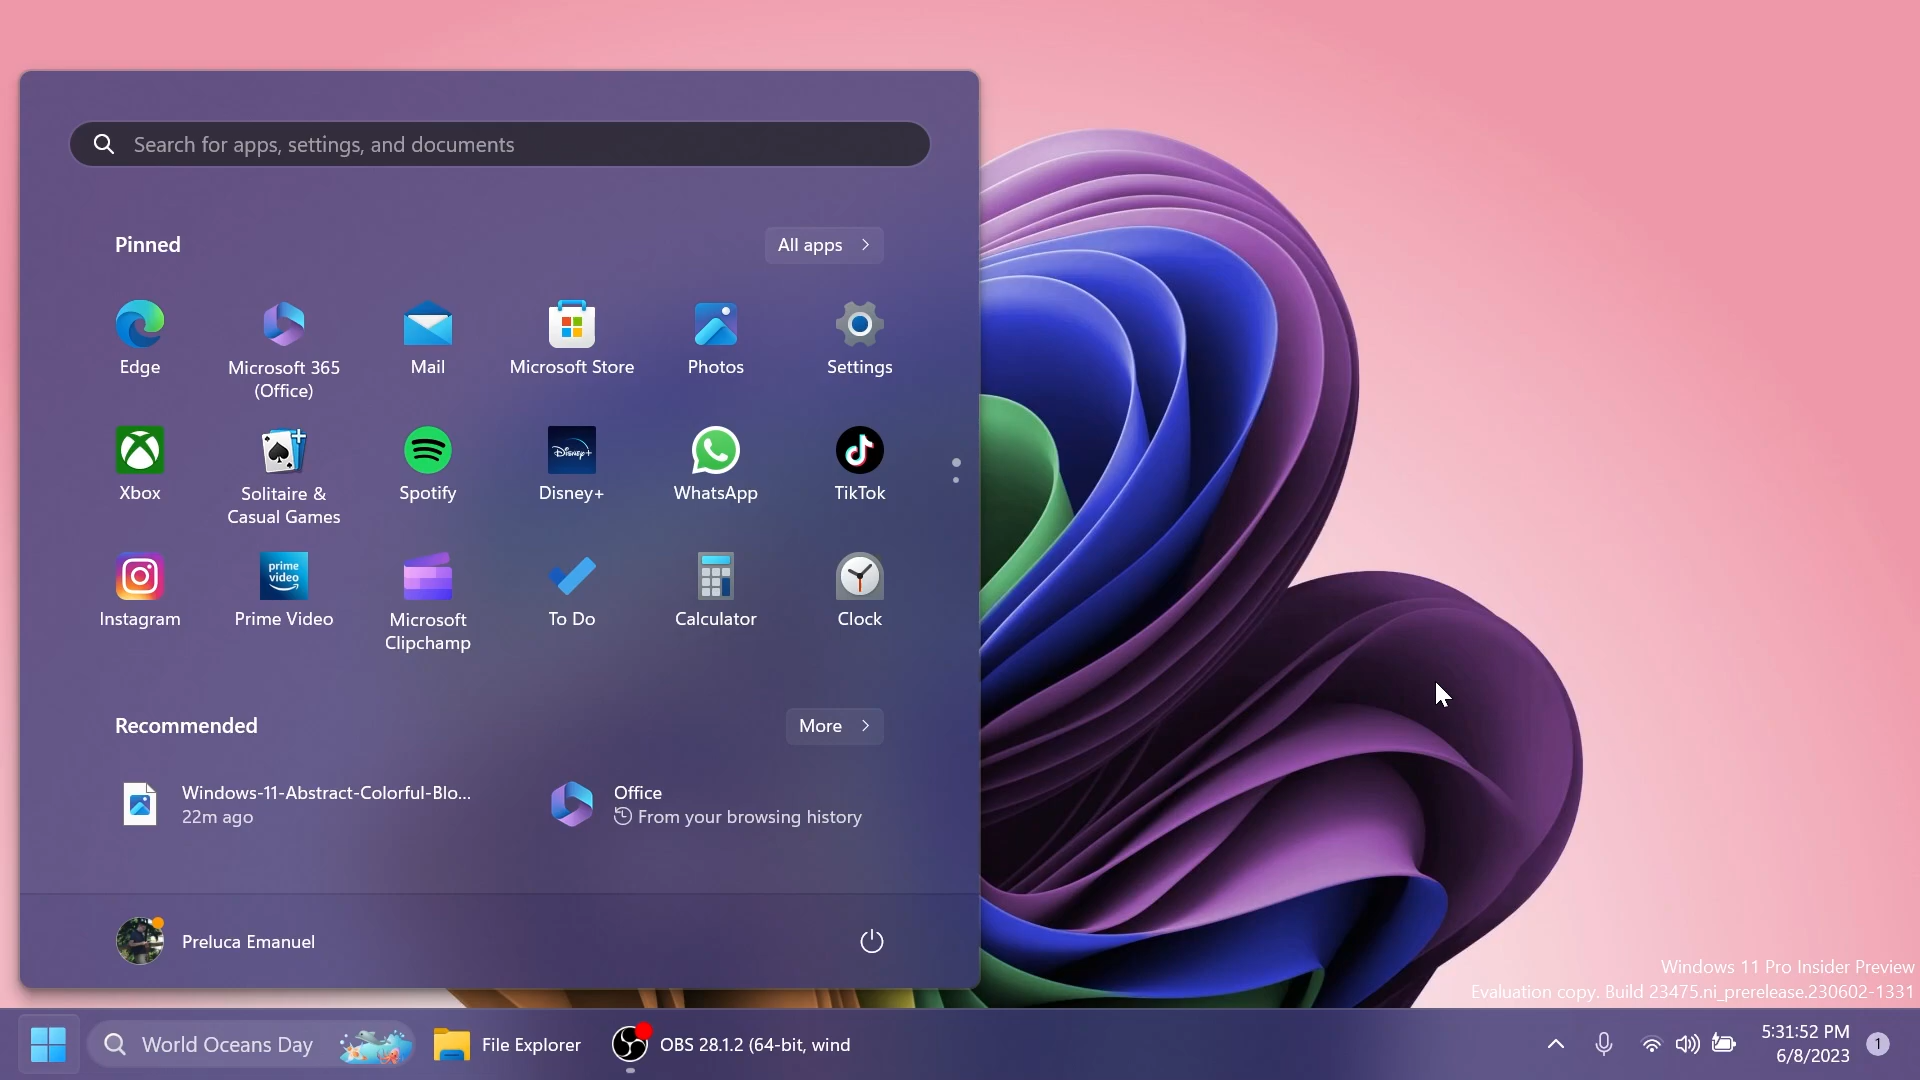 Search for apps, settings, and documents
Pinned
All apps
Edge
Microsoft 365
(Office)
Mail
Microsoft Store
Photos
Settings
Xbox
Solitaire &
Casual Games
Spotify
Disney+
Disney+
WhatsApp
TikTok
Instagram
prime
video
Prime Video
Microsoft
Clipchamp
To Do
Calculator
Clock
Recommended
More
Windows-11-Abstract-Colorful-Blo...
22m ago
Office
From your browsing history
Preluca Emanuel
Windows 11 Pro Insider Preview
Evaluation copy. Build 23475.ni_prerelease.230602-1331
World Oceans Day
File Explorer
OBS 28.1.2 (64-bit, wind
5:31:52 PM
6/8/2023
1